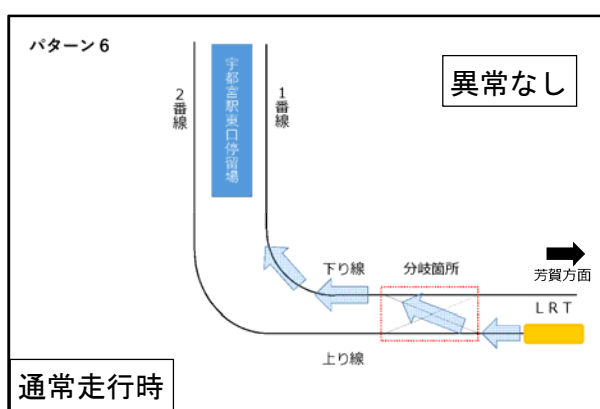 パターン６
異常なし
宇都宮駅東口停留場
２番線
１番線
下り線
分岐箇所
芳賀方面
ＬＲＴ
上り線
通常走行時